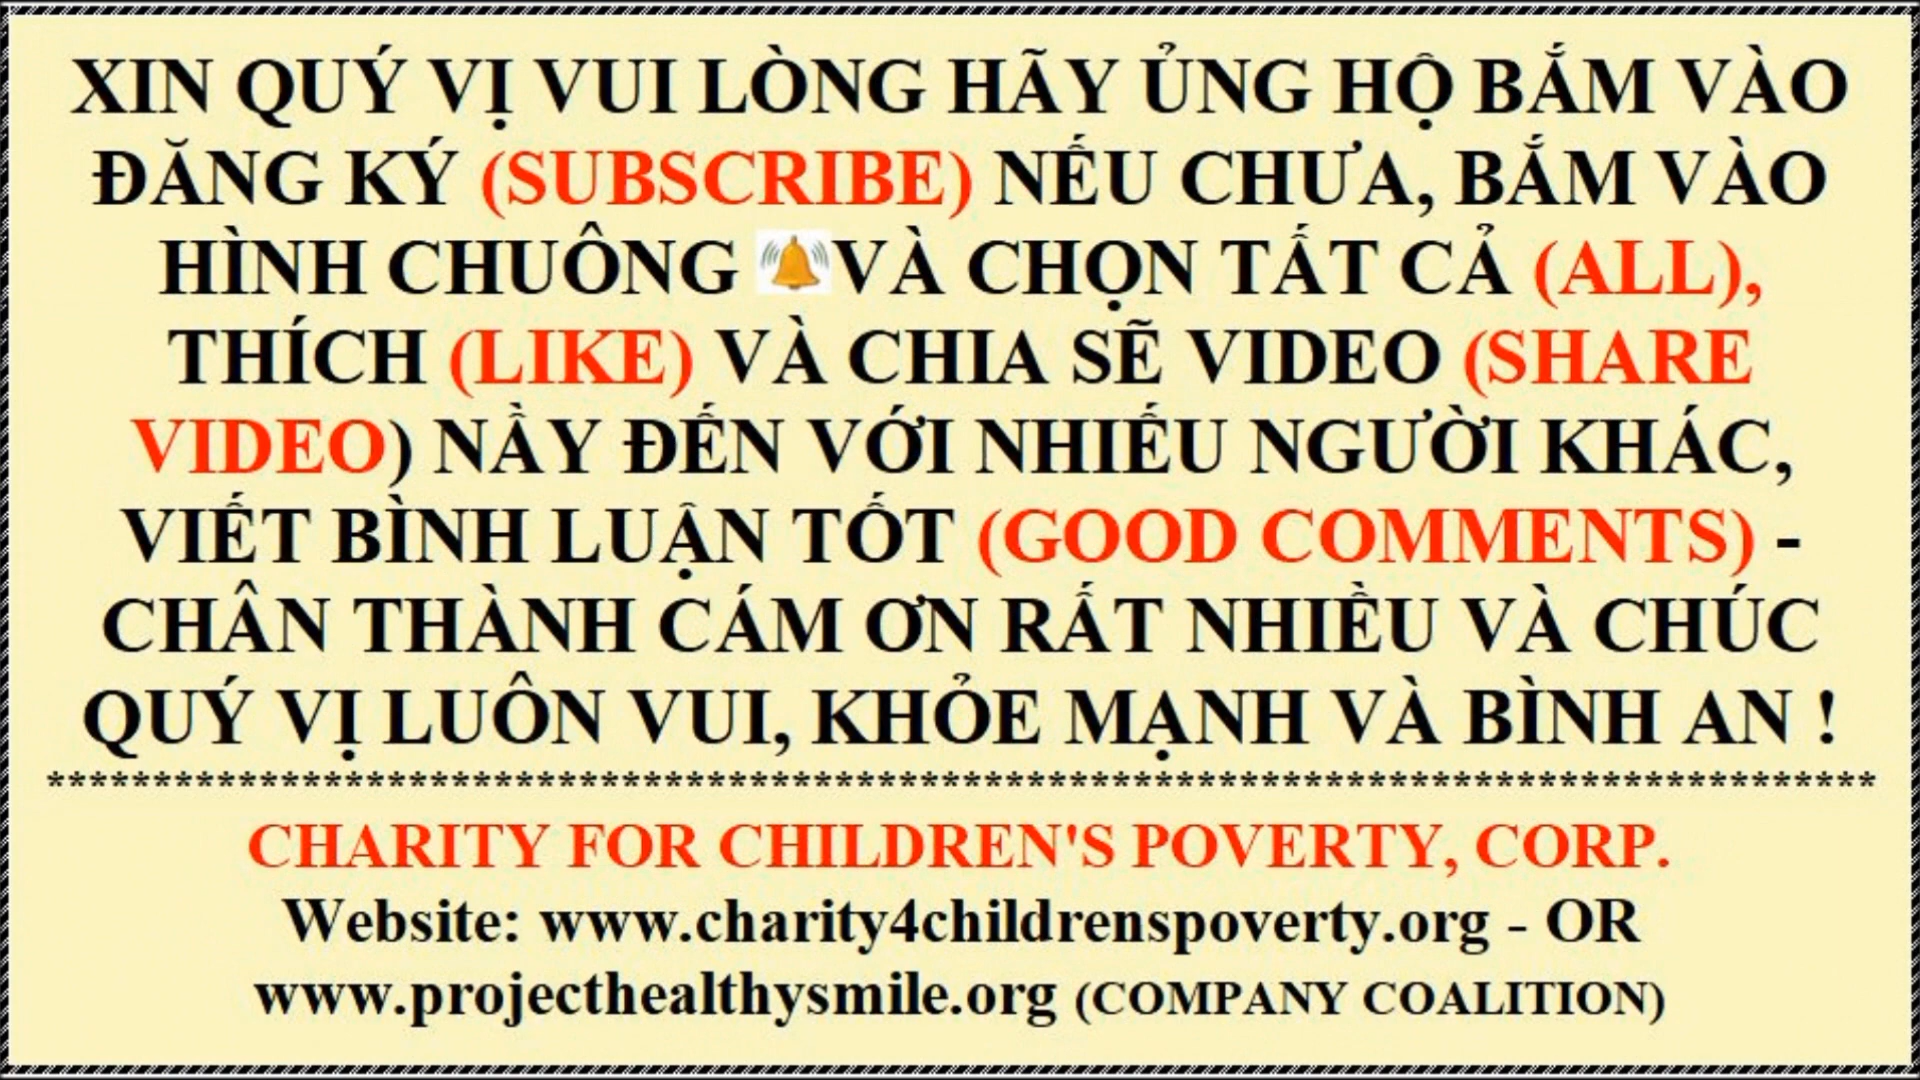 XIN QUÝ VỊ VUI LÒNG HÃY ỦNG HỘ BẮM VÀO
ĐĂNG KÝ (SUBSCRIBE) NẾU CHƯA, BẮM VÀO
HÌNH CHUÔNG VÀ CHỌN TẤT CẢ (ALL),
THÍCH (LIKE) VÀ CHIA SẼ VIDEO (SHARE
VIDEO) NẦY ĐẾN VỚI NHIẾU NGƯỜI KHÁC,
VIẾT BÌNH LUẬN TỐT (GOOD COMMENTS) -
CHÂN THÀNH CÁM ƠN RẤT NHIỀU VÀ CHÚC
QUÝ VỊ LUÔN VUI, KHỎE MẠNH VÀ BÌNH AN !
**************************************************************************************
CHARITY FOR CHILDREN'S POVERTY, CORP.
Website: www.charity4childrenspoverty.org - OR
www.projecthealthysmile.org (COMPANY COALITION)